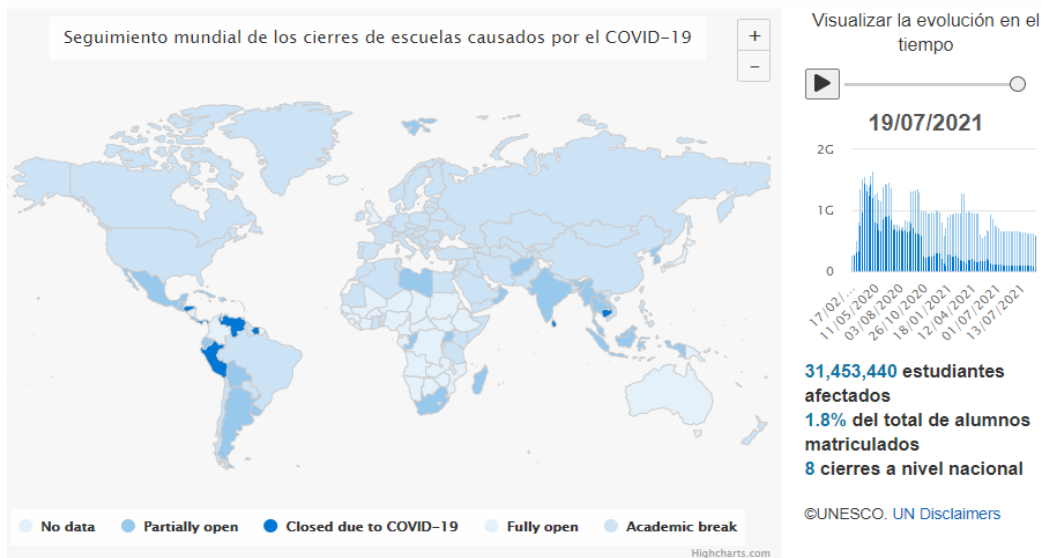 Seguimiento mundial de los cierres de escuelas causados por el COVID-19
+
−
Visualizar la evolución en el
tiempo
19/07/2021
2G
1G
0
17/02/...
11/05/2020
03/08/2020
26/10/2020
18/01/2021
12/04/2021
01/07/2021
13/07/2021
31,453,440 estudiantes
afectados
1.8% del total de alumnos
matriculados
8 cierres a nivel nacional
©UNESCO. UN Disclaimers
No data Partially open Closed due to COVID-19 Fully open Academic break
Highcharts.com